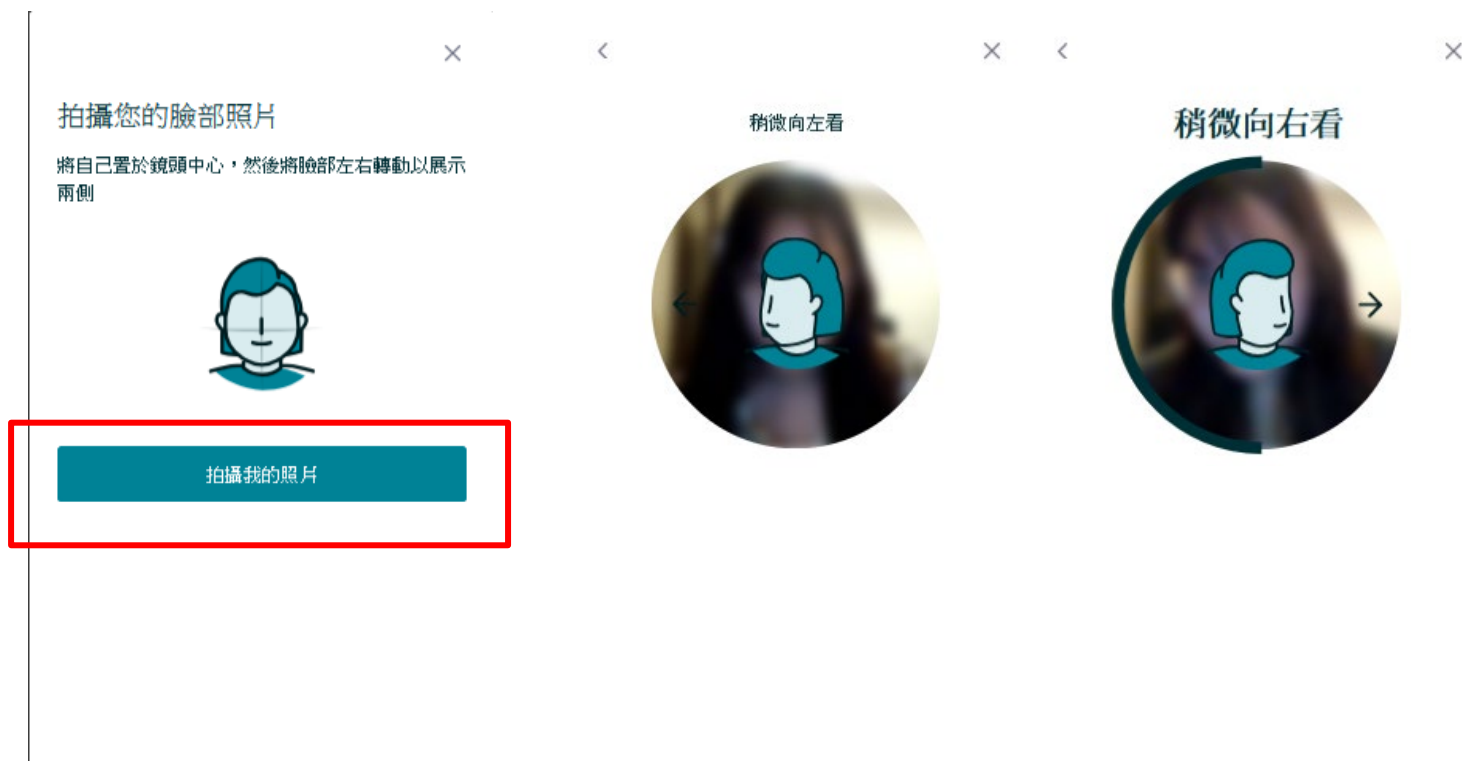 拍攝您的臉部照片
將自己置於鏡頭中心，然後將臉部左右轉動以展示
兩側
拍攝我的照片
稍微向左看
稍微向右看